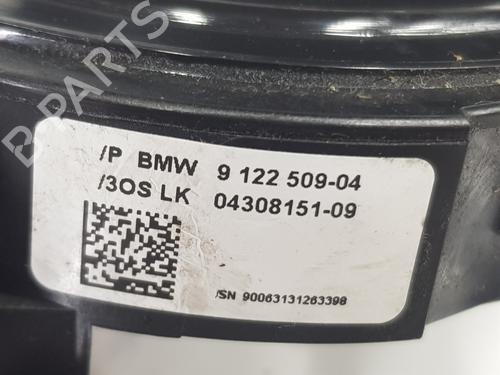 B-PARTS
/P BMW 9 122 509-04
/3OS LK 04308151-09
/SN 90063131263398